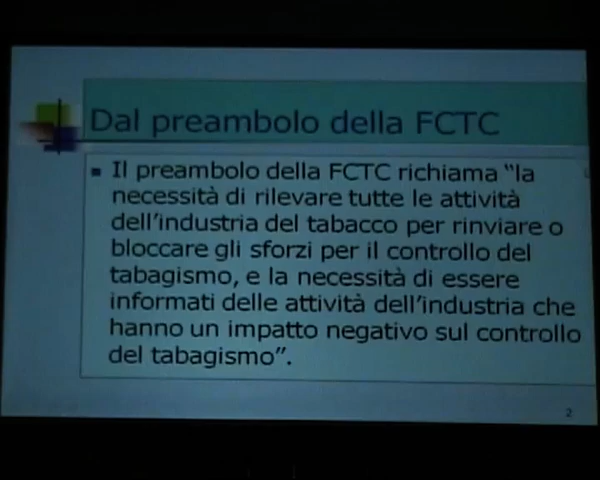 Dal preambolo della FCTC
Il preambolo della FCTC richiama “la
necessità di rilevare tutte le attività
dell’industria del tabacco per rinviare o
bloccare gli sforzi per il controllo del
tabagismo, e la necessità di essere
informati delle attività dell’industria che
hanno un impatto negativo sul controllo
del tabagismo”.
2